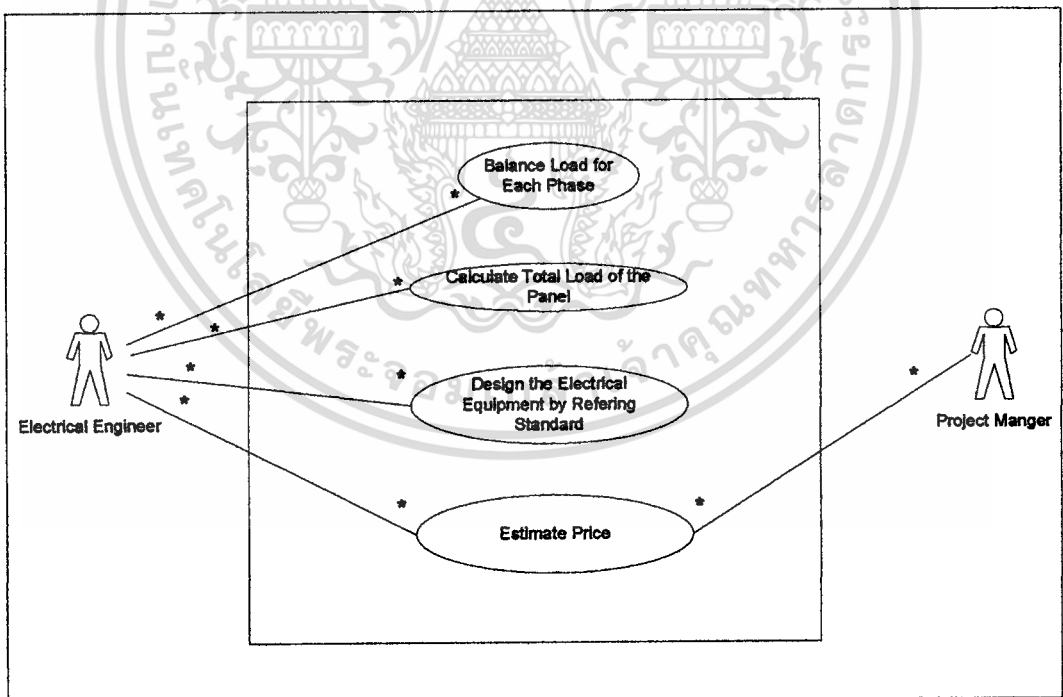 Balance Load for
Each Phase
*
Calculate Total Load of the
Panel
*
*
*
*
Design the Electrical
Equipment by Refering
Standard
*
*
*
Electrical Engineer
Project Manger
*
*
Estimate Price